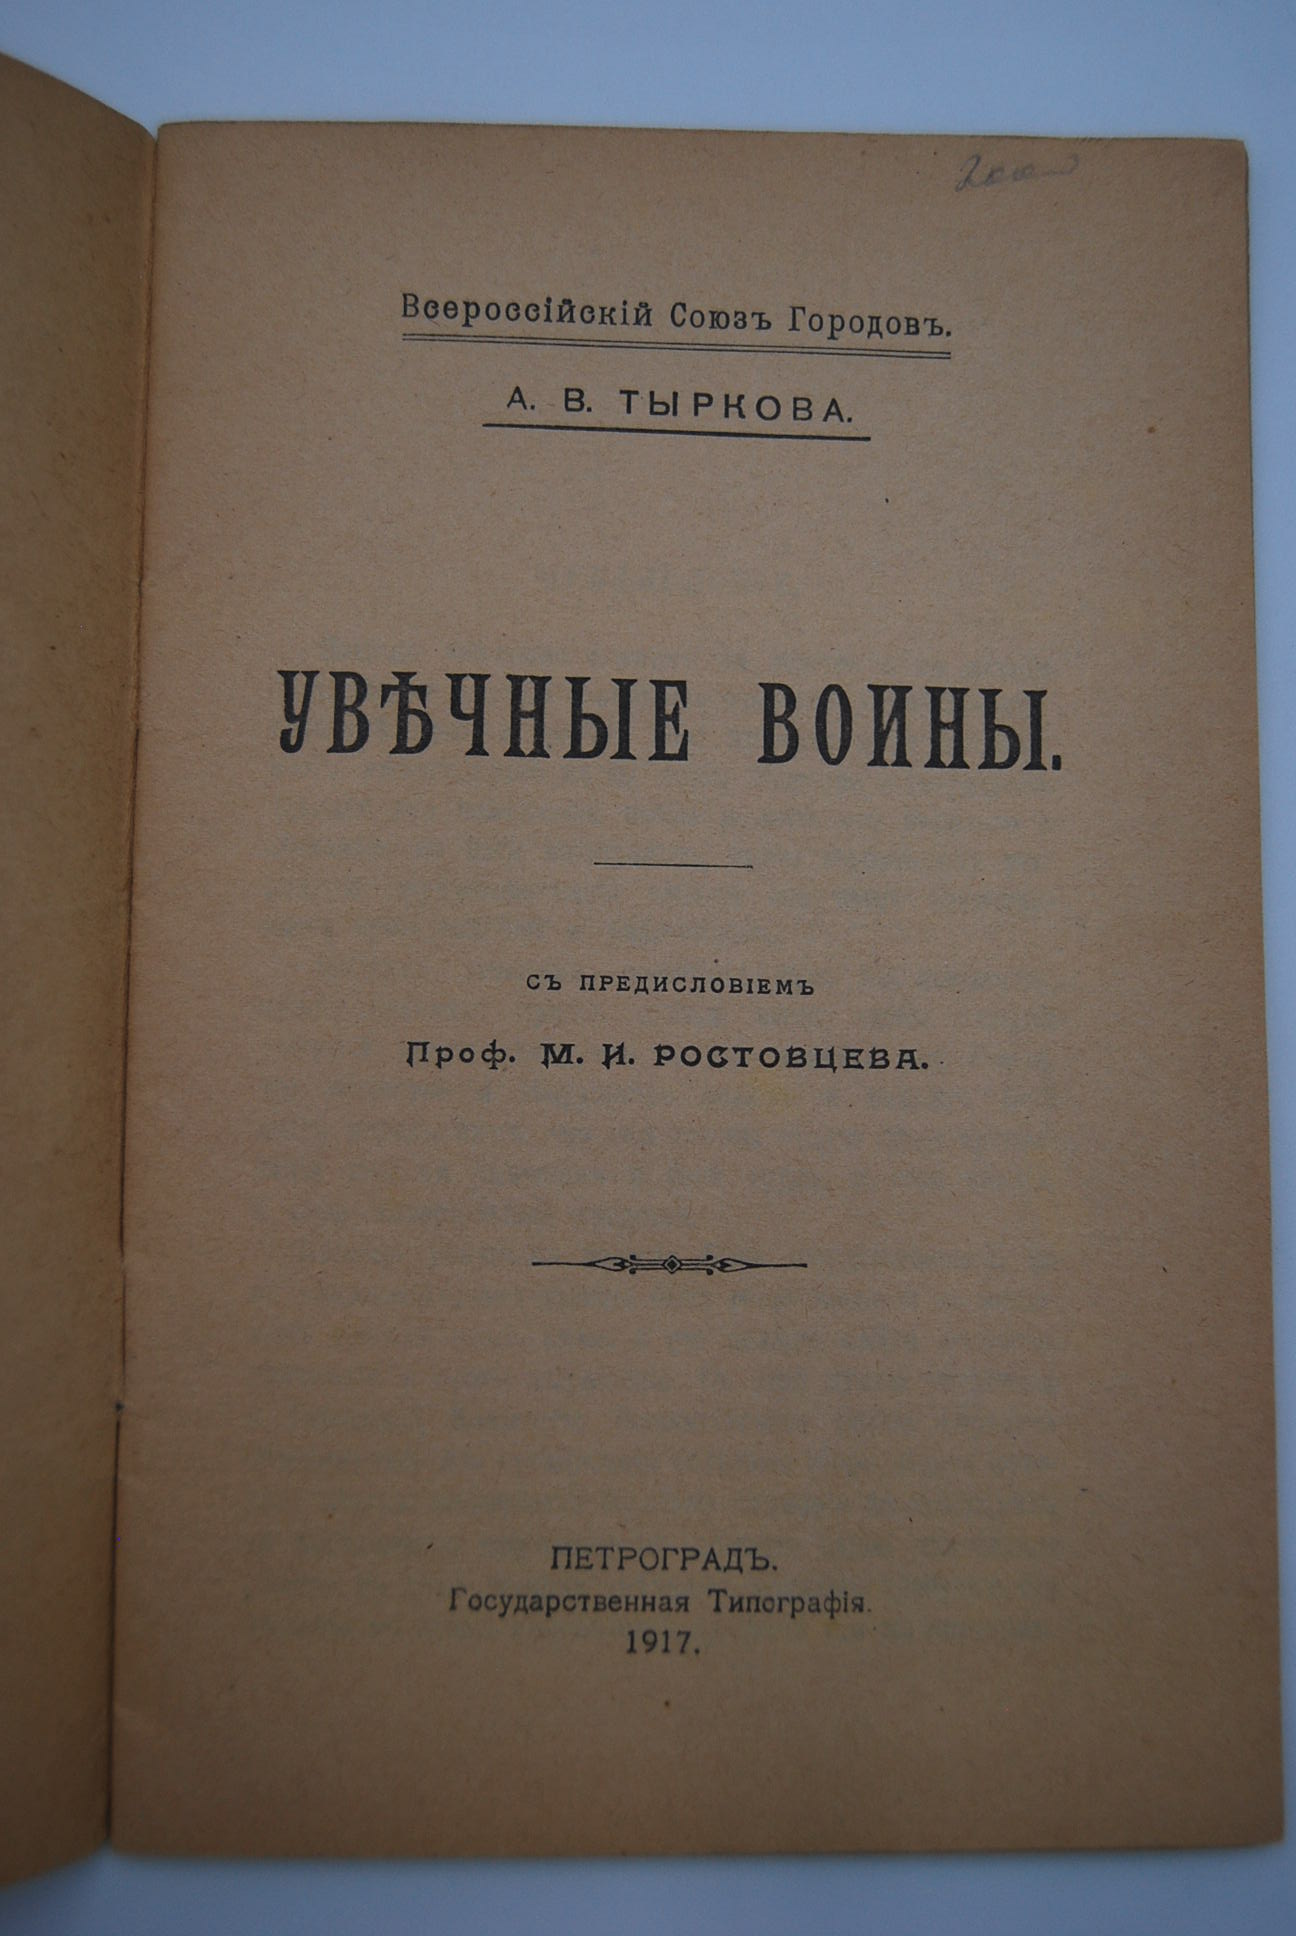 Всероссійскій Союзъ Городовъ.
А. В. ТЫРКОВА.
УВѢЧНЫЕ ВОИНЫ.
СЪ ПРЕДИСЛОВІЕМЪ
Проф. М. И. РОСТОВЦЕВА.
ПЕТРОГРАДЪ.
Государственная Типографія.
1917.